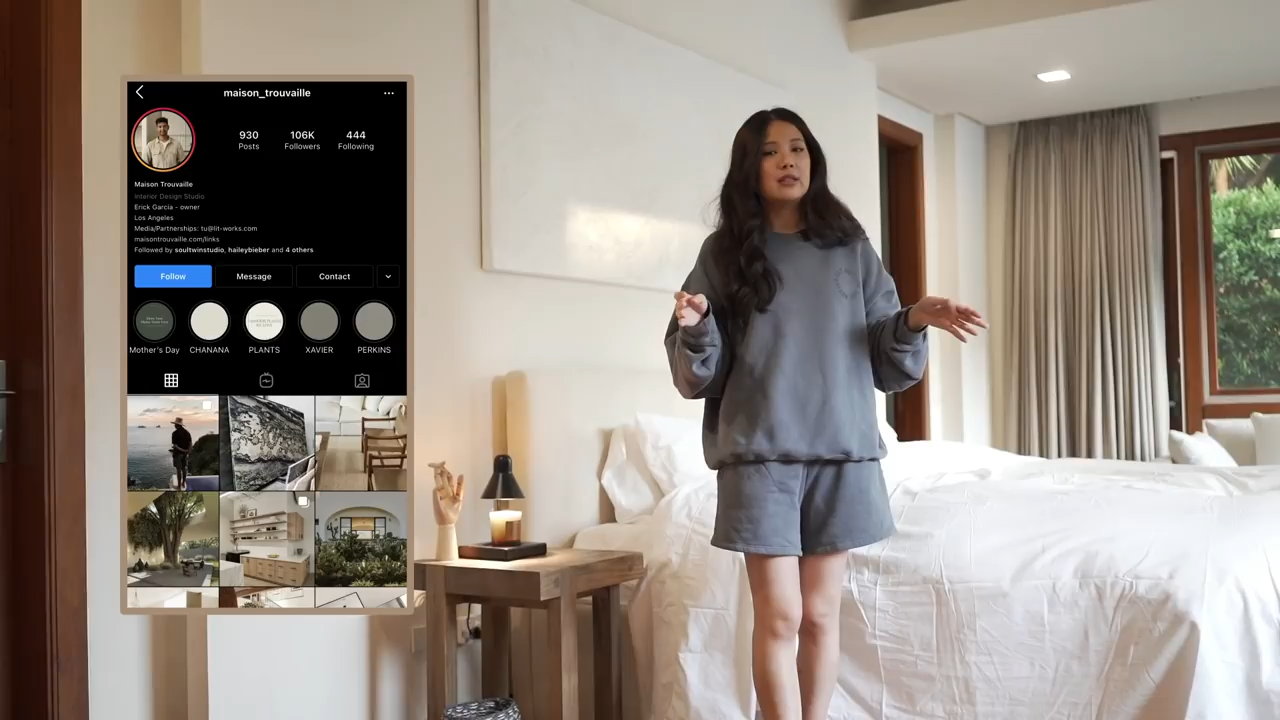 maison_trouvaille
930 106K 444
Posts Followers Following
Maison Trouvaille
Interior Design Studio
Erick Garcia - owner
Los Angeles
Media/Partnerships: tu@lit-works.com
maisontrouvaille.com/links
Followed by soultwinstudio, haileybieber and 4 others
Follow Message Contact
Mother's Day CHANANA PLANTS XAVIER PERKINS